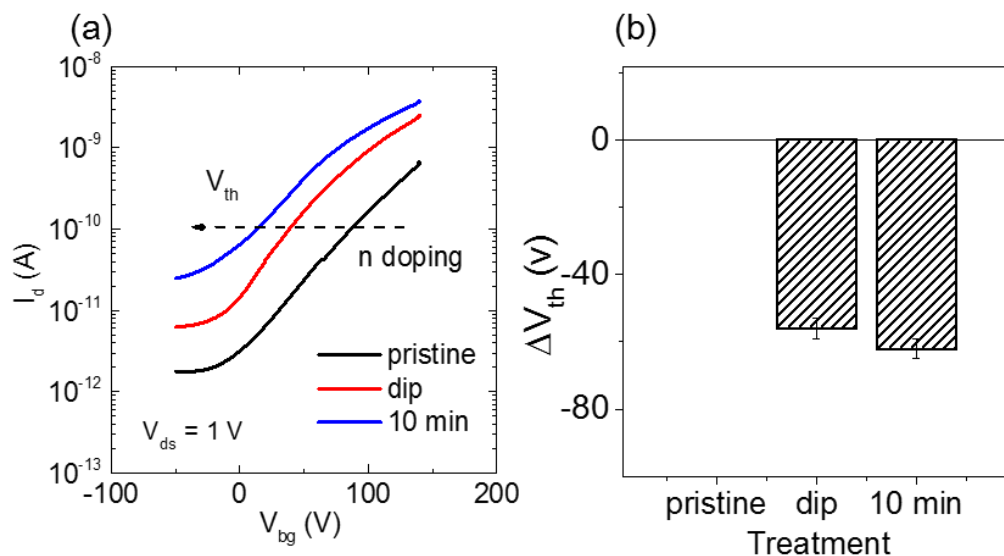 (a)
10⁻⁸
10⁻⁹
10⁻¹⁰
10⁻¹¹
10⁻¹²
10⁻¹³
I_d (A)
V_th
n doping
pristine
dip
10 min
V_ds = 1 V
-100 0 100 200
V_bg (V)
(b)
0
-40
-80
ΔV_th (v)
pristine dip 10 min
Treatment